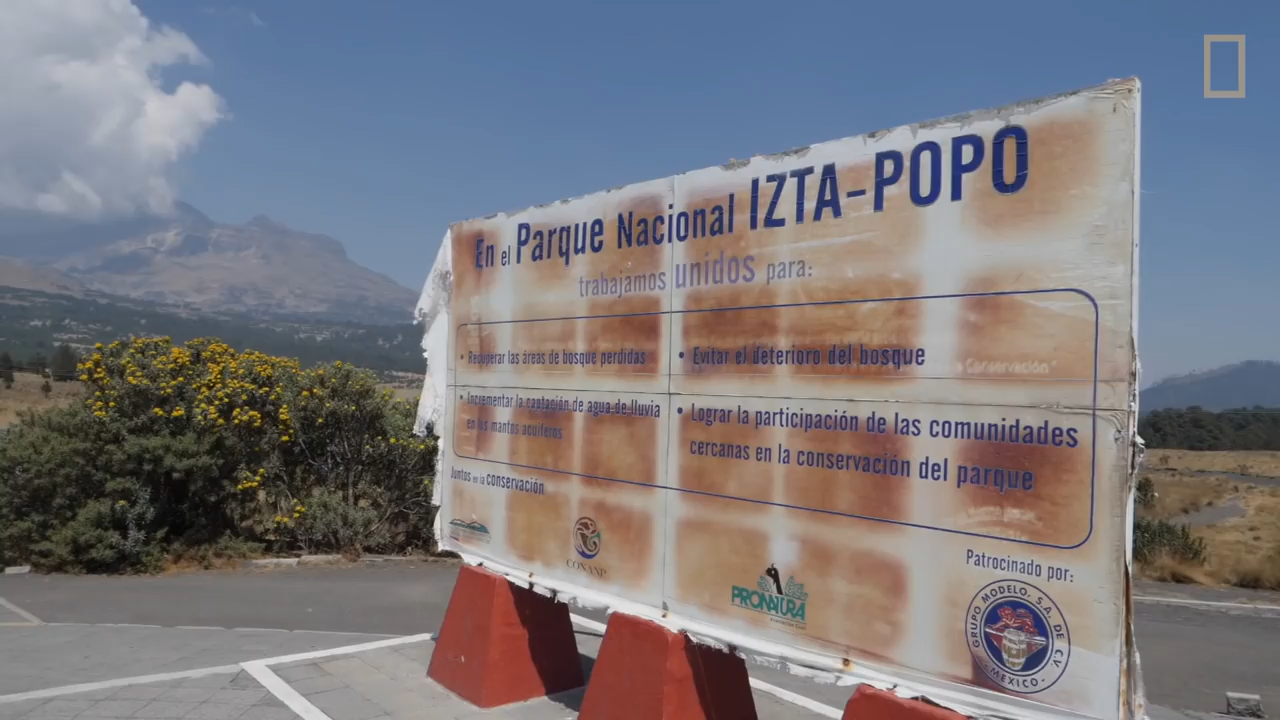 En el Parque Nacional IZTA-POPO
trabajamos unidos para:
• Recuperar las áreas de bosque perdidas
• Evitar el deterioro del bosque
Conservación"
• Incrementar la captación de agua de lluvia
en los mantos acuíferos
• Lograr la participación de las comunidades
cercanas en la conservación del parque
Juntos en la conservación
CONANP
PRONATURA
Patrocinado por:
GRUPO MODELO, S.A. DE C.V.
-MEXICO-